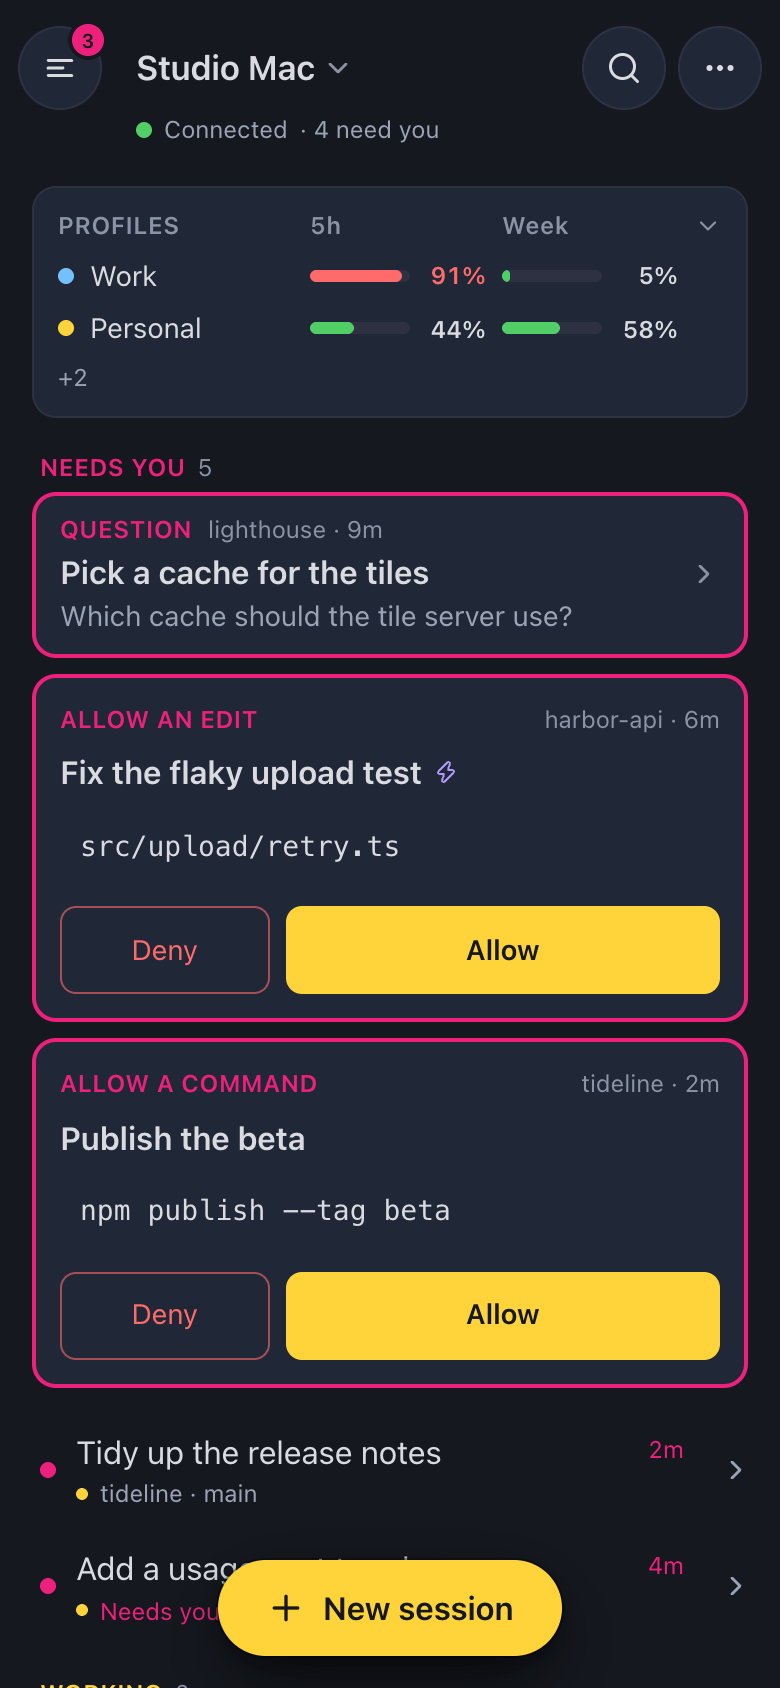 3
Studio Mac
Connected · 4 need you
PROFILES 5h Week
Work 91% 5%
Personal 44% 58%
+2
NEEDS YOU 5
QUESTION lighthouse · 9m
Pick a cache for the tiles
Which cache should the tile server use?
ALLOW AN EDIT harbor-api · 6m
Fix the flaky upload test
src/upload/retry.ts
Deny Allow
ALLOW A COMMAND tideline · 2m
Publish the beta
npm publish --tag beta
Deny Allow
Tidy up the release notes 2m
tideline · main
Add a 4m
Needs you
New session
WORKING